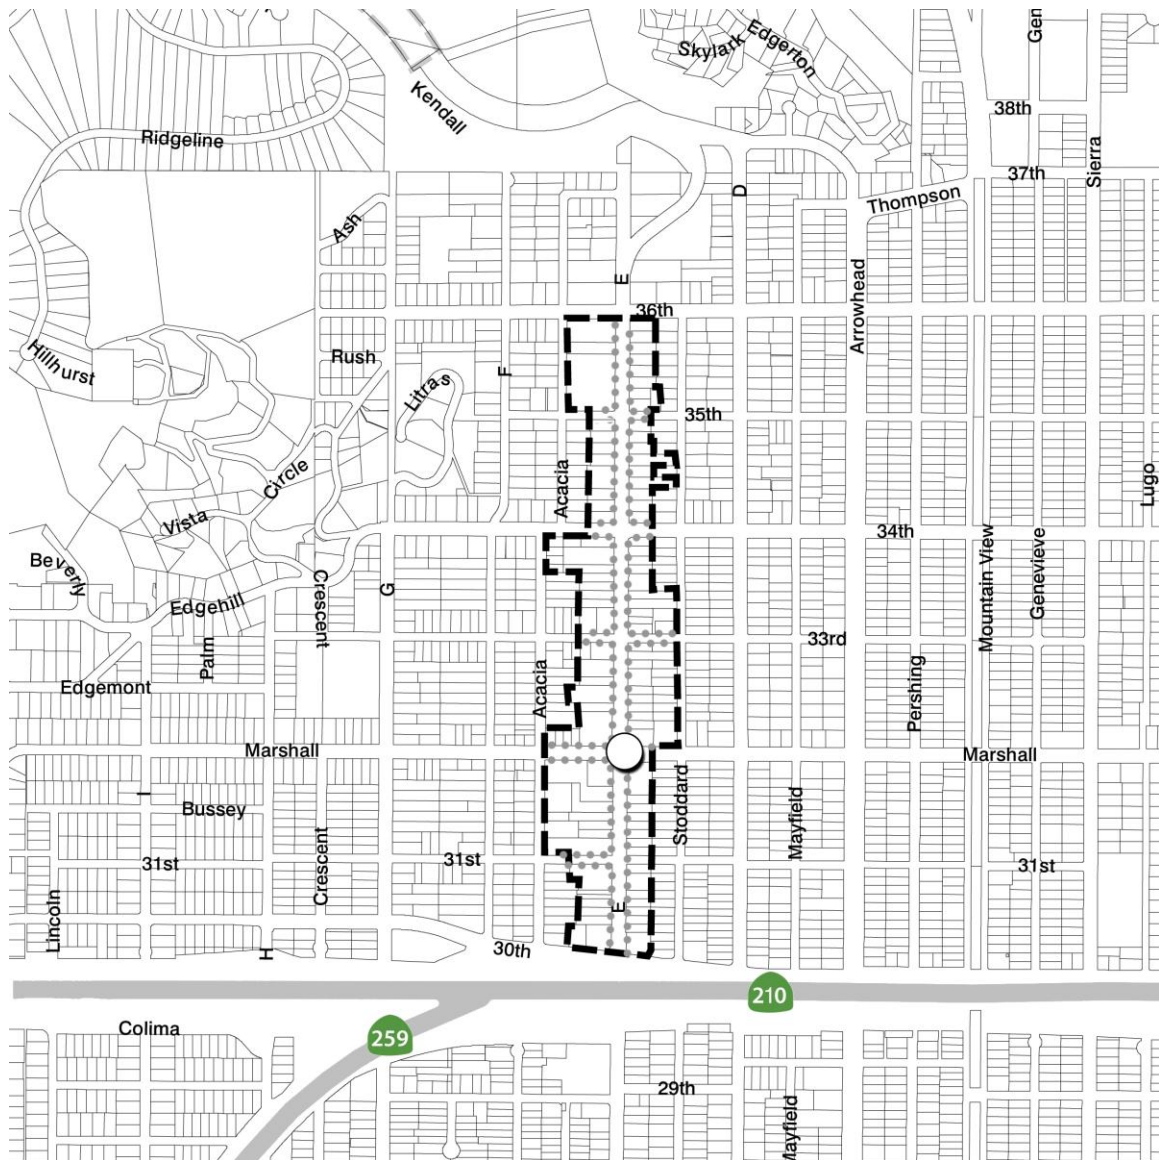 Gen
Edgerton
Skylark
Kendall
38th
Ridgeline
Sierra
37th
D
Thompson
Ash
E
Arrowhead
36th
Rush
Hillhurst
F
Litras
35th
Circle
Acacia
Lugo
Vista
34th
Mountain View
Genevieve
Beverly
G
Crescent
Edgehill
33rd
Palm
Edgemont
Acacia
Pershing
Marshall
Marshall
I
Bussey
Stoddard
Mayfield
31st
Crescent
31st
31st
Lincoln
E
H
30th
210
259
Colima
29th
Mayfield